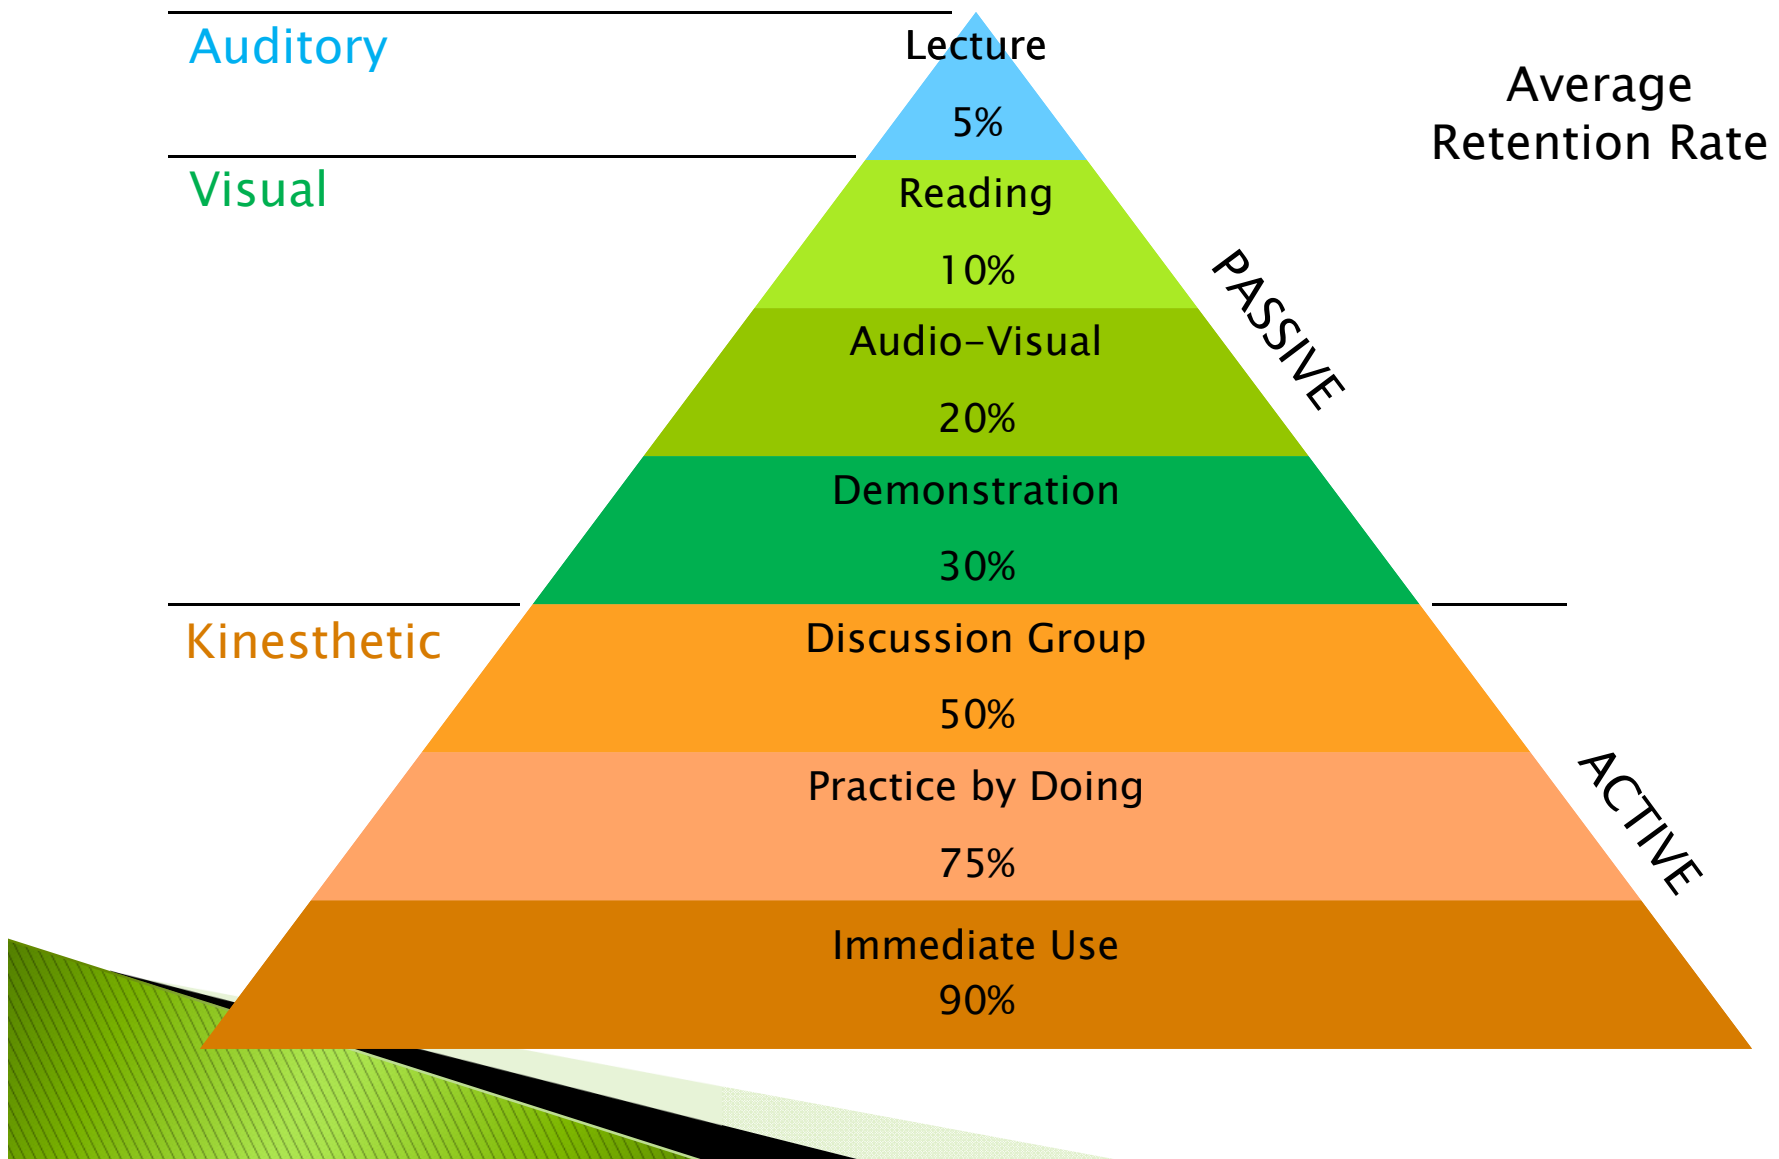 Auditory
Lecture
5%
Average
Retention Rate
Visual
Reading
10%
PASSIVE
Audio-Visual
20%
Demonstration
30%
Kinesthetic
Discussion Group
50%
Practice by Doing
75%
ACTIVE
Immediate Use
90%